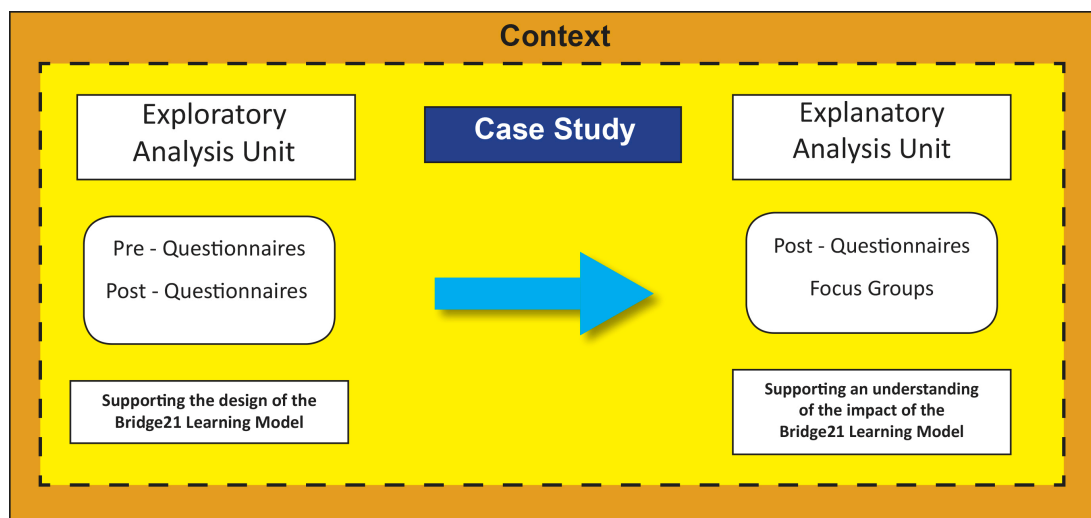 Context
Exploratory
Analysis Unit
Case Study
Explanatory
Analysis Unit
Pre - Questionnaires
Post - Questionnaires
Post - Questionnaires
Focus Groups
Supporting the design of the
Bridge21 Learning Model
Supporting an understanding
of the impact of the
Bridge21 Learning Model